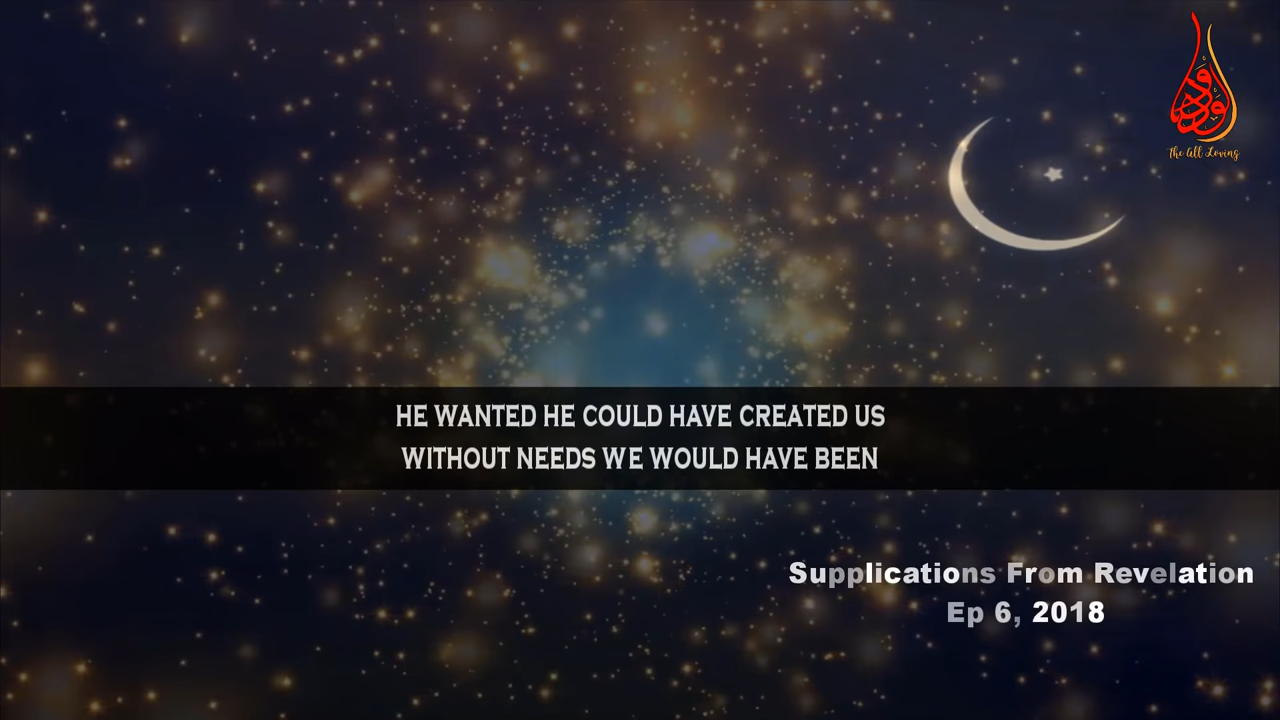 الودود
The All Loving
HE WANTED HE COULD HAVE CREATED US
WITHOUT NEEDS WE WOULD HAVE BEEN
Supplications From Revelation
Ep 6, 2018